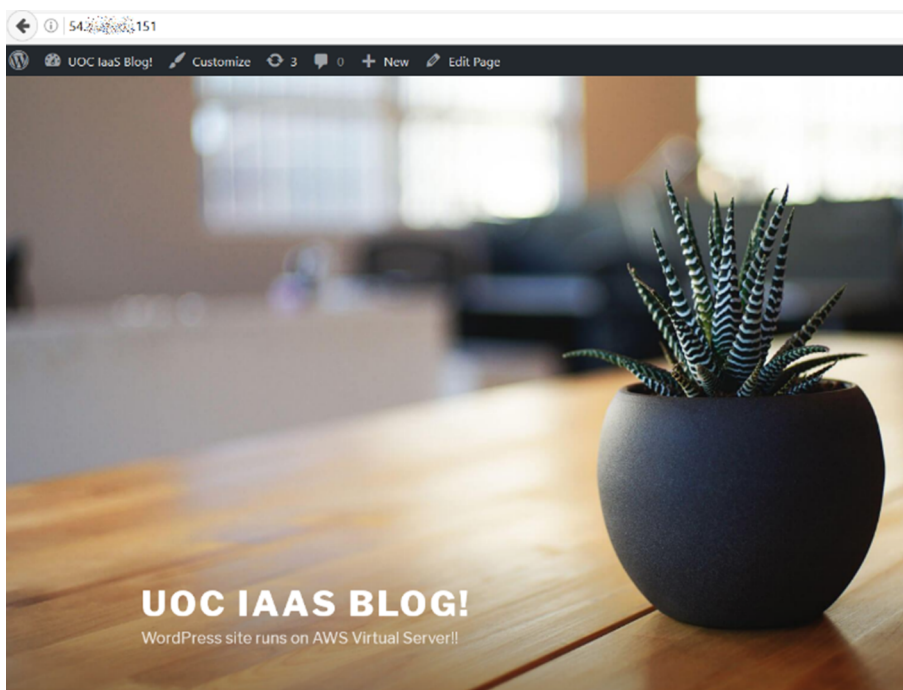 54. .151
UOC IaaS Blog! Customize 3 0 New Edit Page
UOC IAAS BLOG!
WordPress site runs on AWS Virtual Server!!